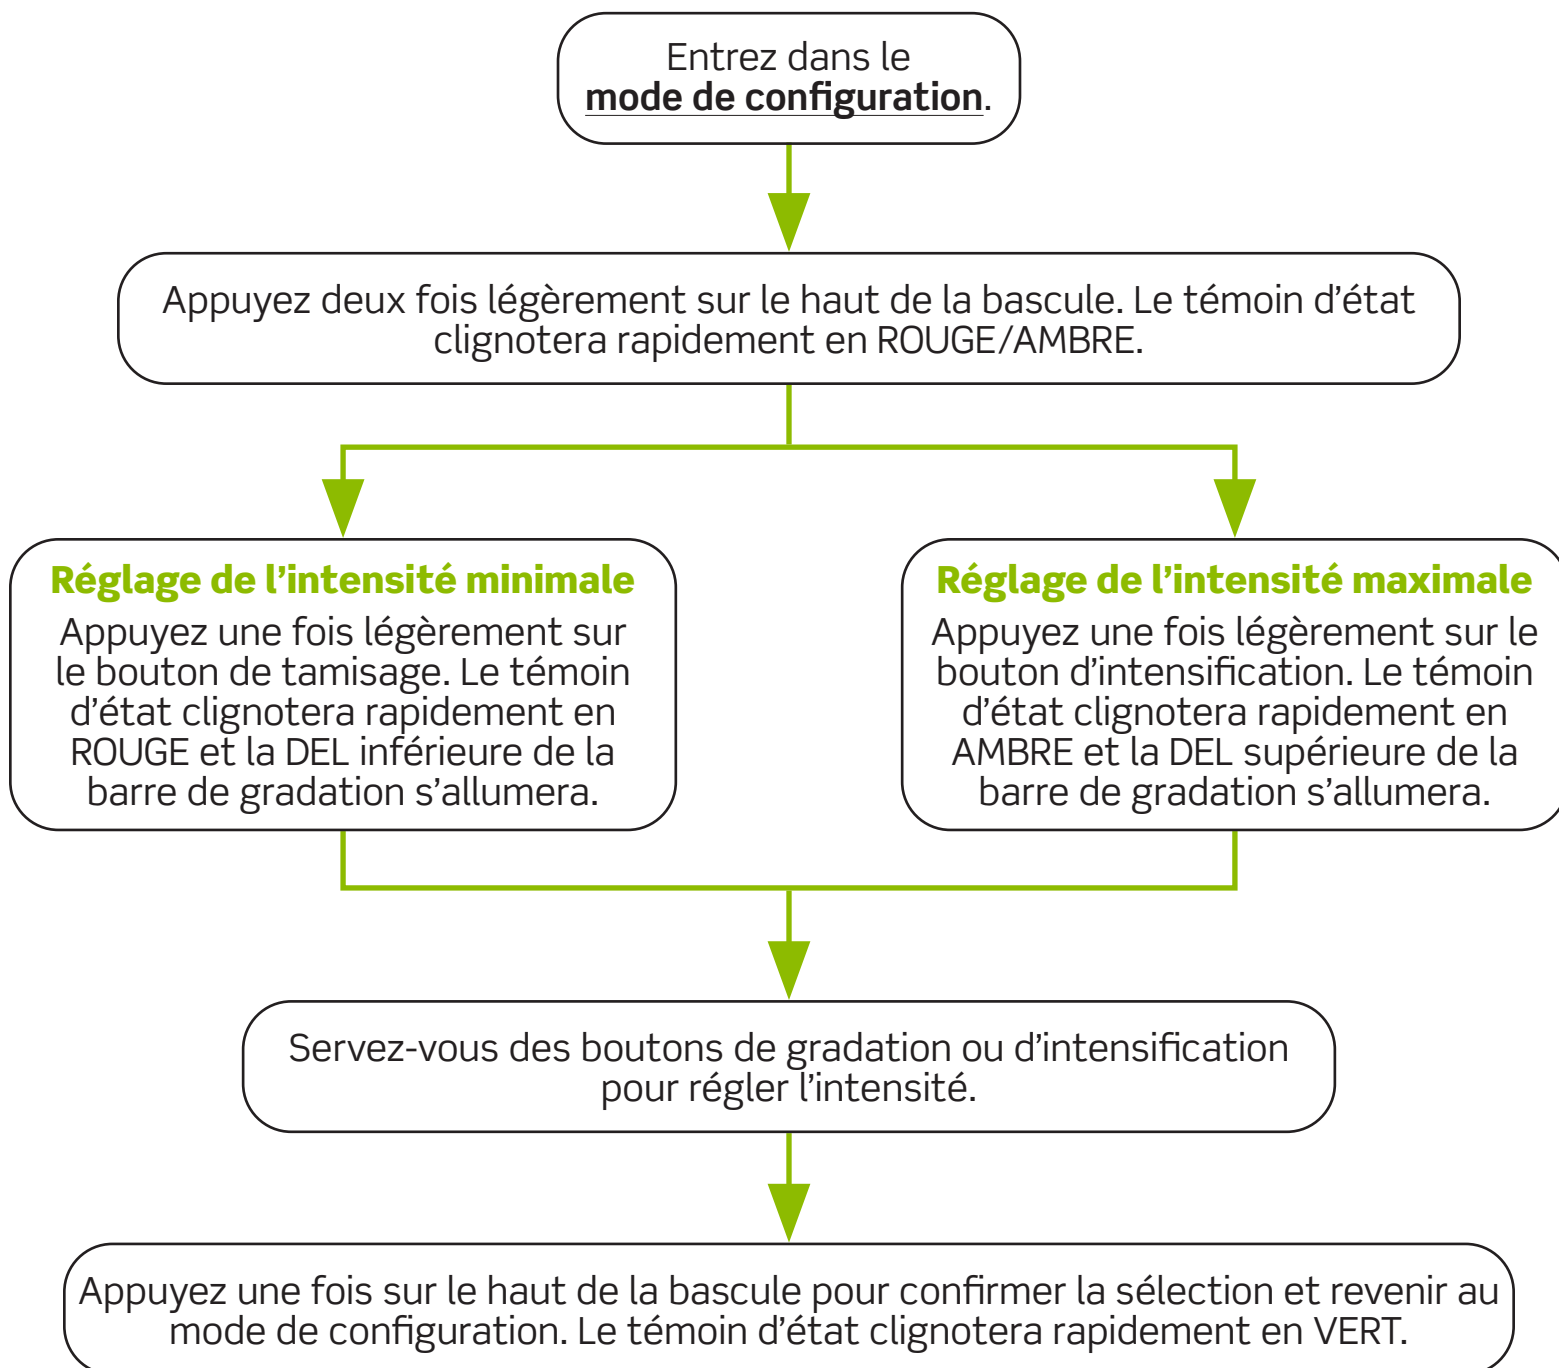 Entrez dans le
mode de configuration.
Appuyez deux fois légèrement sur le haut de la bascule. Le témoin d’état
clignotera rapidement en ROUGE/AMBRE.
Réglage de l’intensité minimale
Appuyez une fois légèrement sur
le bouton de tamisage. Le témoin
d’état clignotera rapidement en
ROUGE et la DEL inférieure de la
barre de gradation s’allumera.
Réglage de l’intensité maximale
Appuyez une fois légèrement sur le
bouton d’intensification. Le témoin
d’état clignotera rapidement en
AMBRE et la DEL supérieure de la
barre de gradation s’allumera.
Servez-vous des boutons de gradation ou d’intensification
pour régler l’intensité.
Appuyez une fois sur le haut de la bascule pour confirmer la sélection et revenir au
mode de configuration. Le témoin d’état clignotera rapidement en VERT.